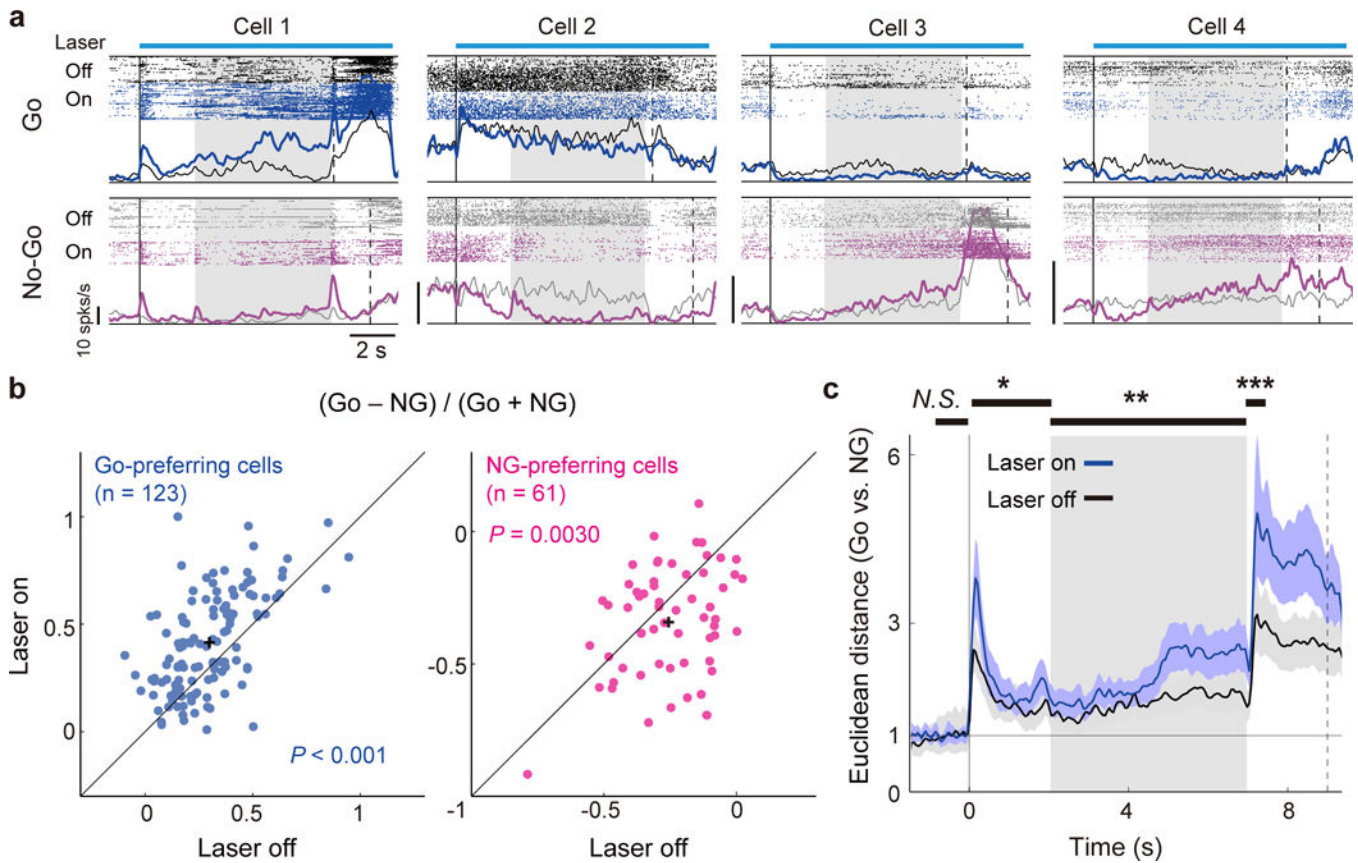 a
Cell 1
Cell 2
Cell 3
Cell 4
Laser
Off
On
Go
Off
On
No-Go
10 spks/s
2 s
b
(Go – NG) / (Go + NG)
Go-preferring cells
(n = 123)
P < 0.001
Laser on
1
0.5
0
0
0.5
1
Laser off
NG-preferring cells
(n = 61)
P = 0.0030
0
-0.5
-1
-0.5
0
Laser off
c
N.S.
*
**
***
Laser on
Laser off
Euclidean distance (Go vs. NG)
6
3
1
0
0
4
8
Time (s)